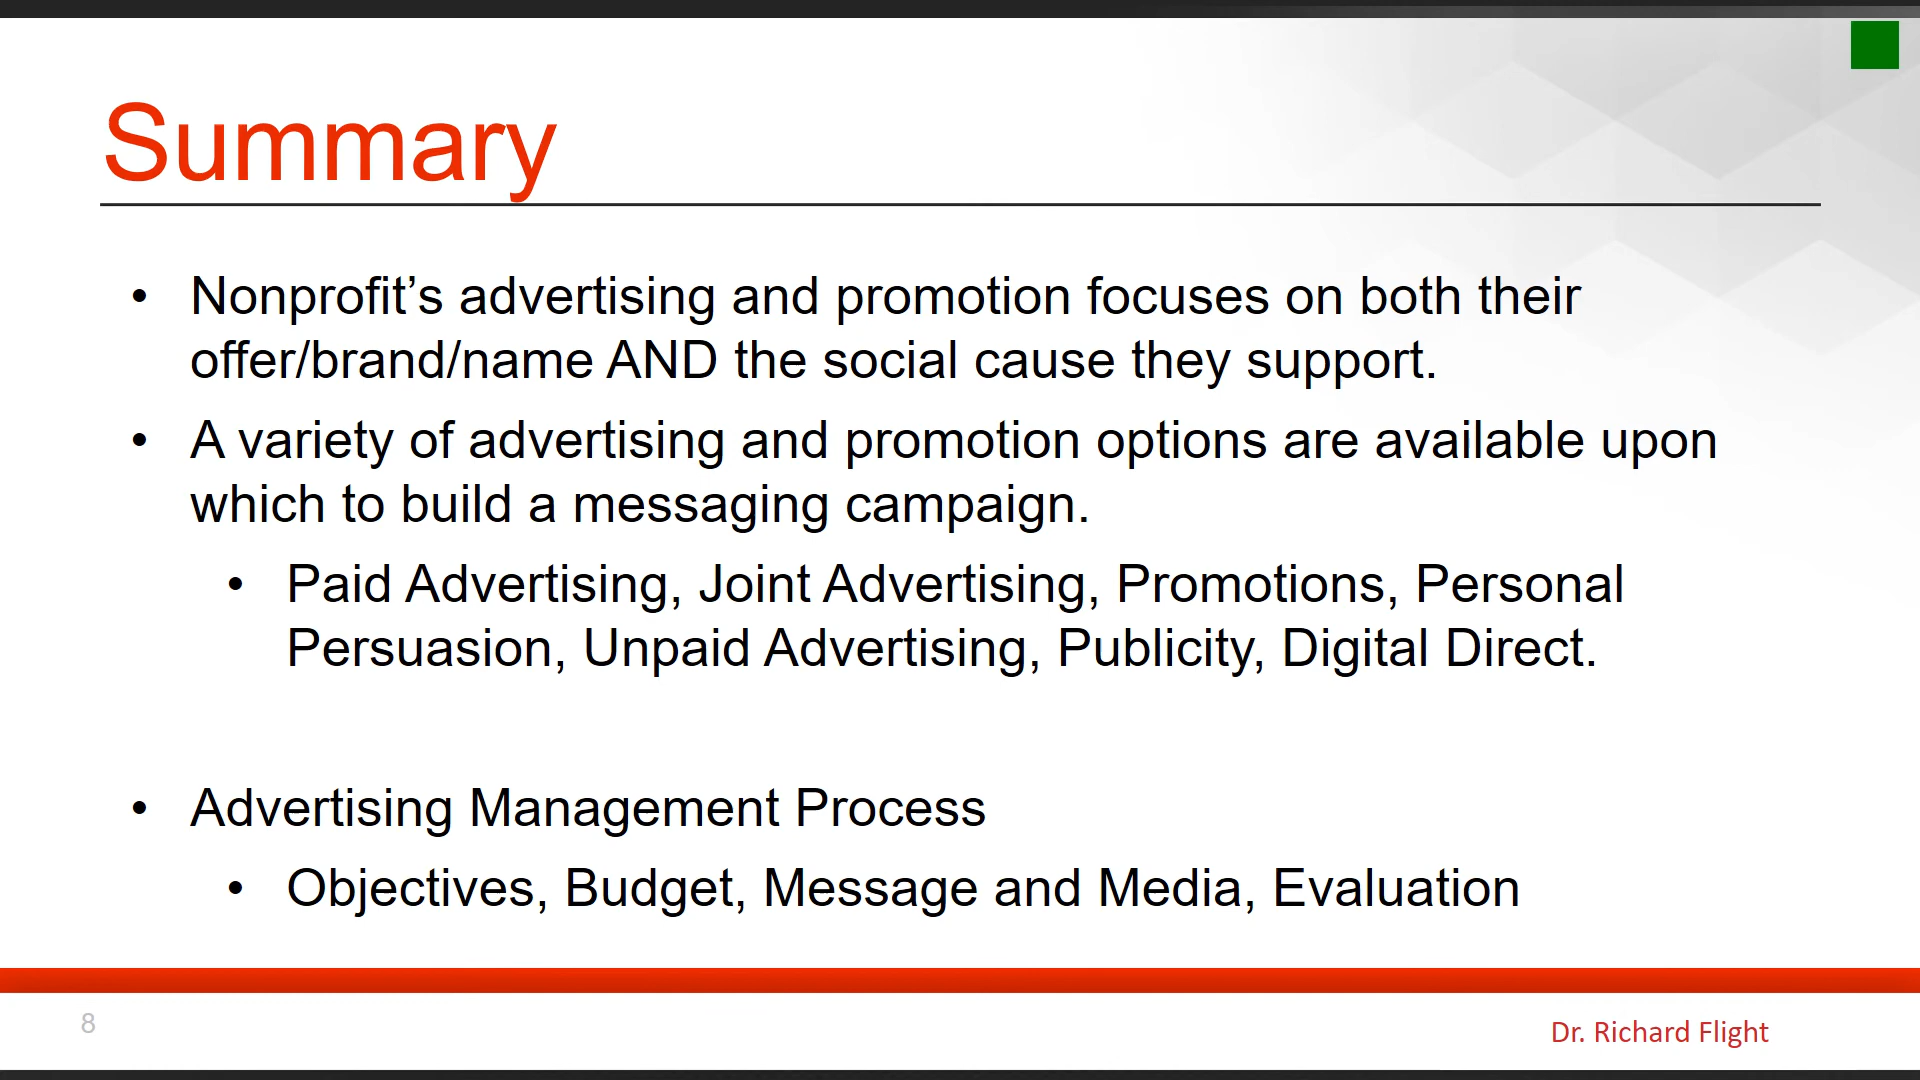 Summary
• Nonprofit’s advertising and promotion focuses on both their
offer/brand/name AND the social cause they support.
• A variety of advertising and promotion options are available upon
which to build a messaging campaign.
• Paid Advertising, Joint Advertising, Promotions, Personal
Persuasion, Unpaid Advertising, Publicity, Digital Direct.
• Advertising Management Process
• Objectives, Budget, Message and Media, Evaluation
8
Dr. Richard Flight